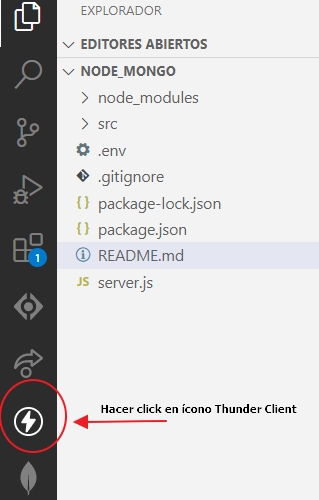 EXPLORADOR
EDITORES ABIERTOS
NODE_MONGO
node_modules
src
.env
.gitignore
{ } package-lock.json
{ } package.json
README.md
JS server.js
1
Hacer click en ícono Thunder Client